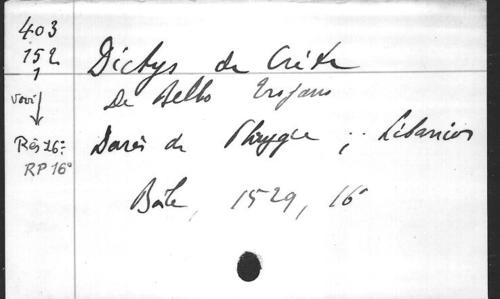 403
152
1
voir
Rés 16=
RP 16°
Dictys de Crète
De Bello Trojano
Darès de Phrygie ; Libanios
Bâle, 1529, 16°